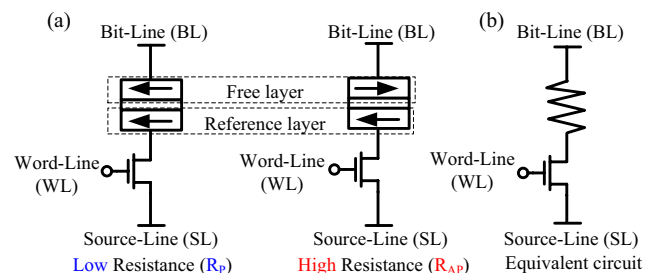 (a)
Bit-Line (BL)
Bit-Line (BL)
(b)
Bit-Line (BL)
Free layer
Reference layer
Word-Line
(WL)
Word-Line
(WL)
Word-Line
(WL)
Source-Line (SL)
Source-Line (SL)
Source-Line (SL)
Low Resistance (RP)
High Resistance (RAP)
Equivalent circuit